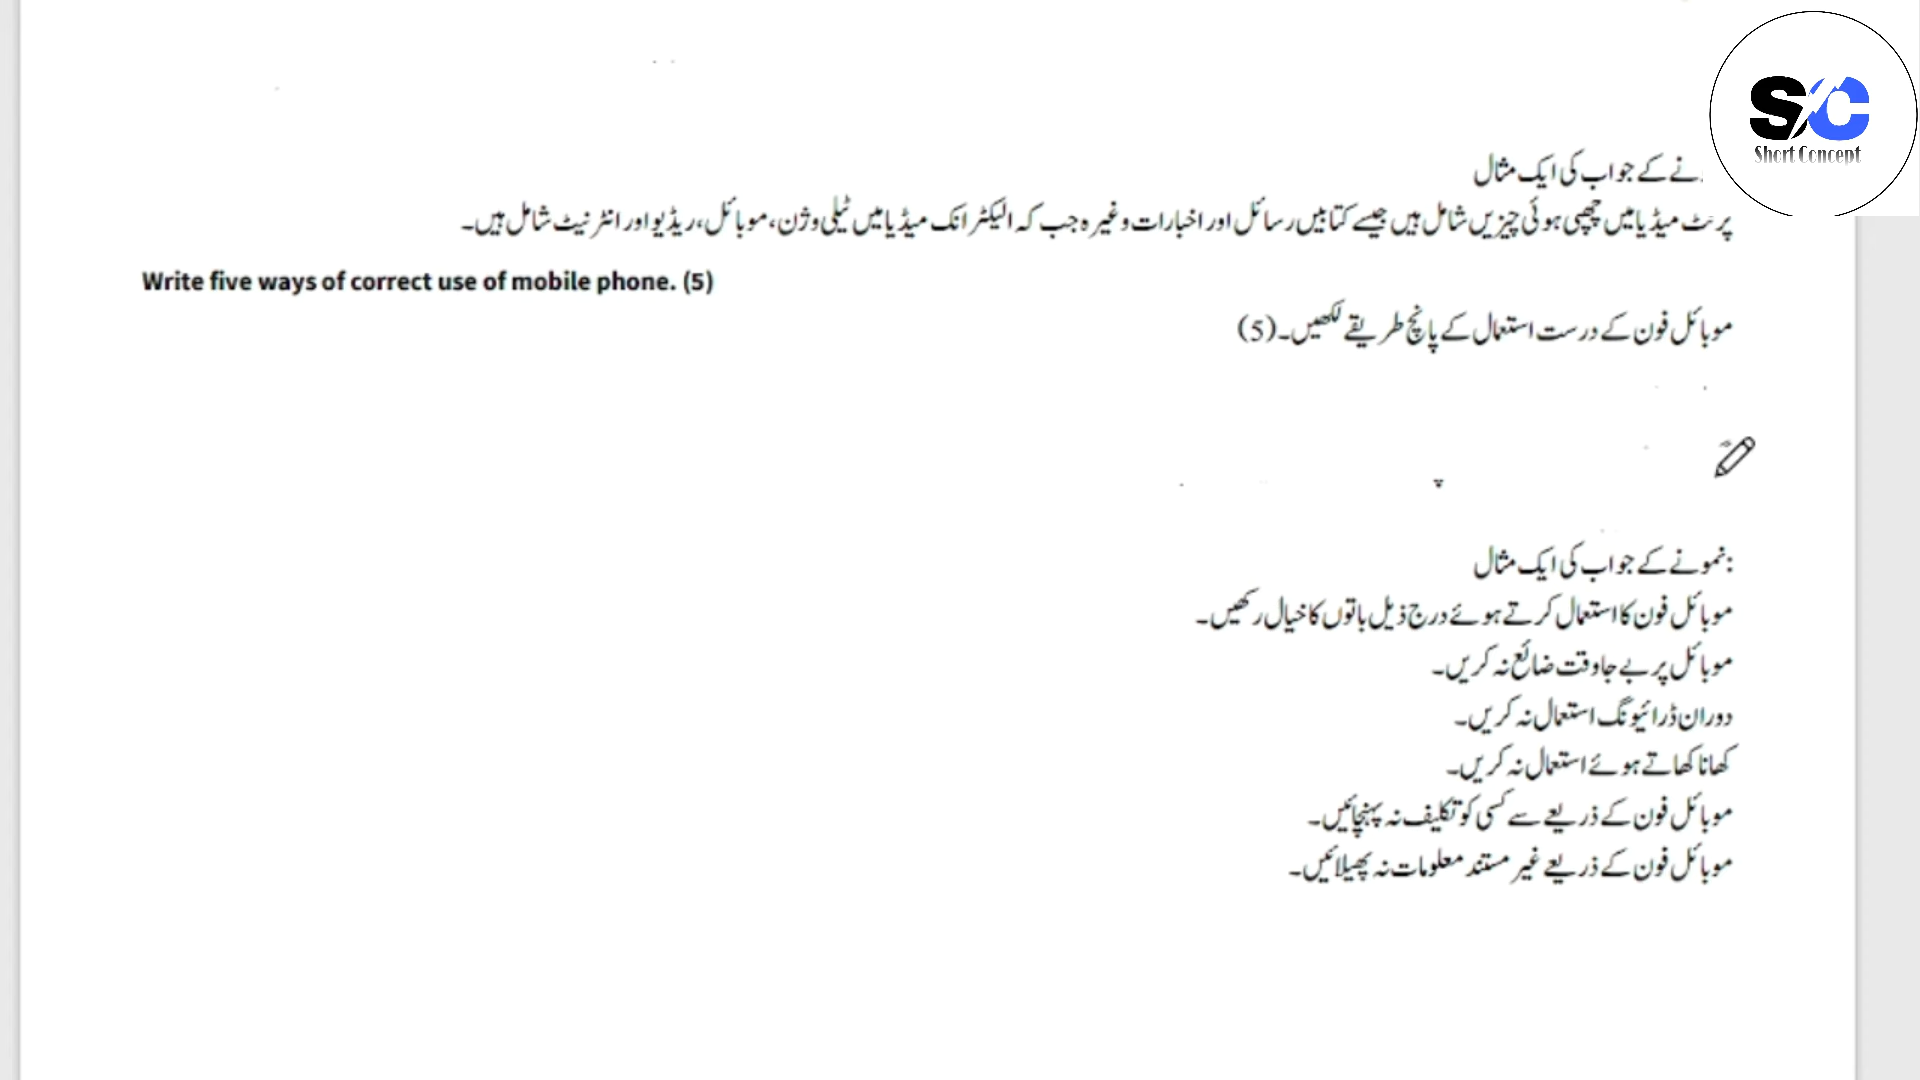 SC
Short Concept
نے کے جواب کی ایک مثال
پرنٹ میڈیا میں چھپی ہوئی چیزیں شامل ہیں جیسے کتابیں رسائل اور اخبارات وغیرہ جب کہ الیکٹرانک میڈیا میں ٹیلی وژن، موبائل، ریڈیو اور انٹرنیٹ شامل ہیں۔
Write five ways of correct use of mobile phone. (5)
موبائل فون کے درست استعمال کے پانچ طریقے لکھیں۔ (5)
نمونے کے جواب کی ایک مثال:
موبائل فون کا استعمال کرتے ہوئے درج ذیل باتوں کا خیال رکھیں۔
موبائل پر بے جا وقت ضائع نہ کریں۔
دوران ڈرائیونگ استعمال نہ کریں۔
کھانا کھاتے ہوئے استعمال نہ کریں۔
موبائل فون کے ذریعے سے کسی کو تکلیف نہ پہنچائیں۔
موبائل فون کے ذریعے غیر مستند معلومات نہ پھیلائیں۔